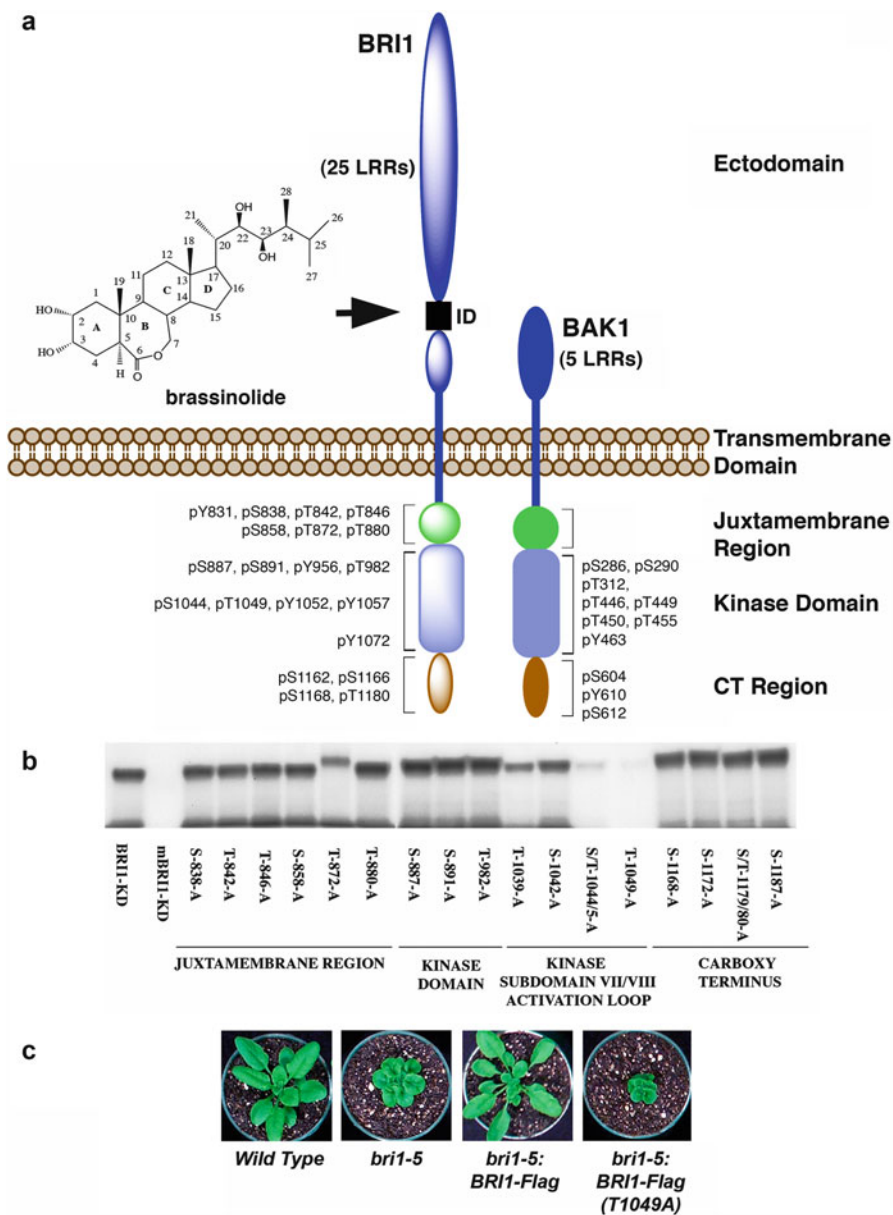 a
BRI1
(25 LRRs)
Ectodomain
28
21
OH
26
22
23
24
25
20
OH
27
18
12
17
11
13
D
16
19
C
1
9
14
15
HO
2
10
8
A
B
HO
3
5
7
4
6
O
H
O
brassinolide
ID
BAK1
(5 LRRs)
Transmembrane
Domain
pY831, pS838, pT842, pT846
pS858, pT872, pT880
Juxtamembrane
Region
pS887, pS891, pY956, pT982
pS1044, pT1049, pY1052, pY1057
pY1072
pS286, pS290
pT312,
pT446, pT449
pT450, pT455
pY463
Kinase Domain
pS1162, pS1166
pS1168, pT1180
pS604
pY610
pS612
CT Region
b
BRI1-KD
mBRI1-KD
S-838-A
T-842-A
T-846-A
S-858-A
T-872-A
T-880-A
S-887-A
S-891-A
T-982-A
T-1039-A
S-1042-A
S/T-1044/5-A
T-1049-A
S-1168-A
S-1172-A
S/T-1179/80-A
S-1187-A
JUXTAMEMBRANE REGION
KINASE
DOMAIN
KINASE
SUBDOMAIN VII/VIII
ACTIVATION LOOP
CARBOXY
TERMINUS
c
Wild Type
bri1-5
bri1-5:
BRI1-Flag
bri1-5:
BRI1-Flag
(T1049A)